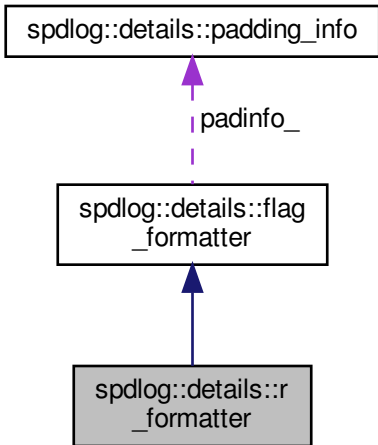 spdlog::details::padding_info
padinfo_
spdlog::details::flag
_formatter
spdlog::details::r
_formatter